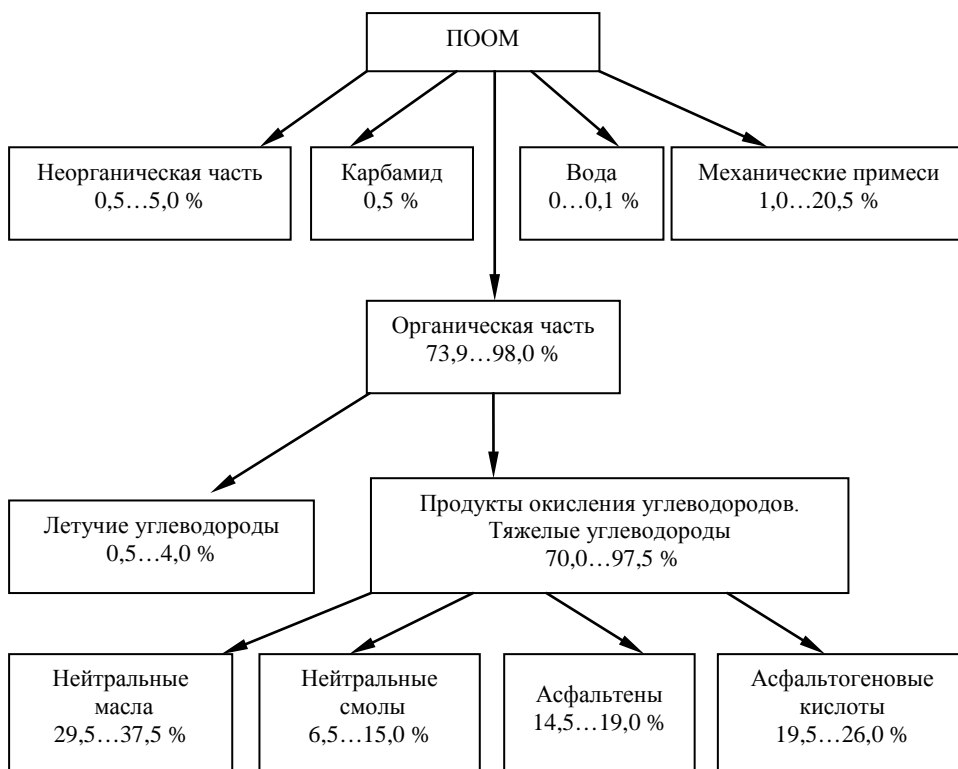 ПООМ
Неорганическая часть
0,5…5,0 %
Карбамид
0,5 %
Вода
0…0,1 %
Механические примеси
1,0…20,5 %
Органическая часть
73,9…98,0 %
Летучие углеводороды
0,5…4,0 %
Продукты окисления углеводородов.
Тяжелые углеводороды
70,0…97,5 %
Нейтральные
масла
29,5…37,5 %
Нейтральные
смолы
6,5…15,0 %
Асфальтены
14,5…19,0 %
Асфальтогеновые
кислоты
19,5…26,0 %